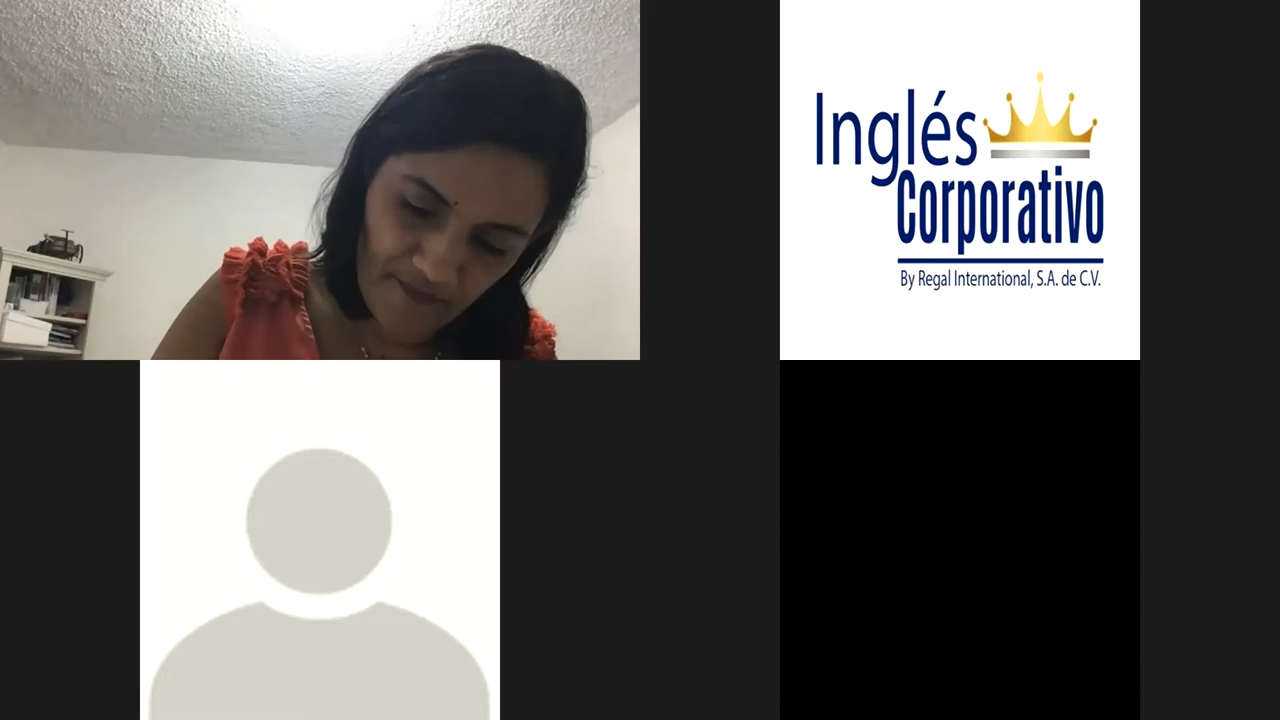 Inglés
Corporativo
By Regal International, S.A. de C.V.